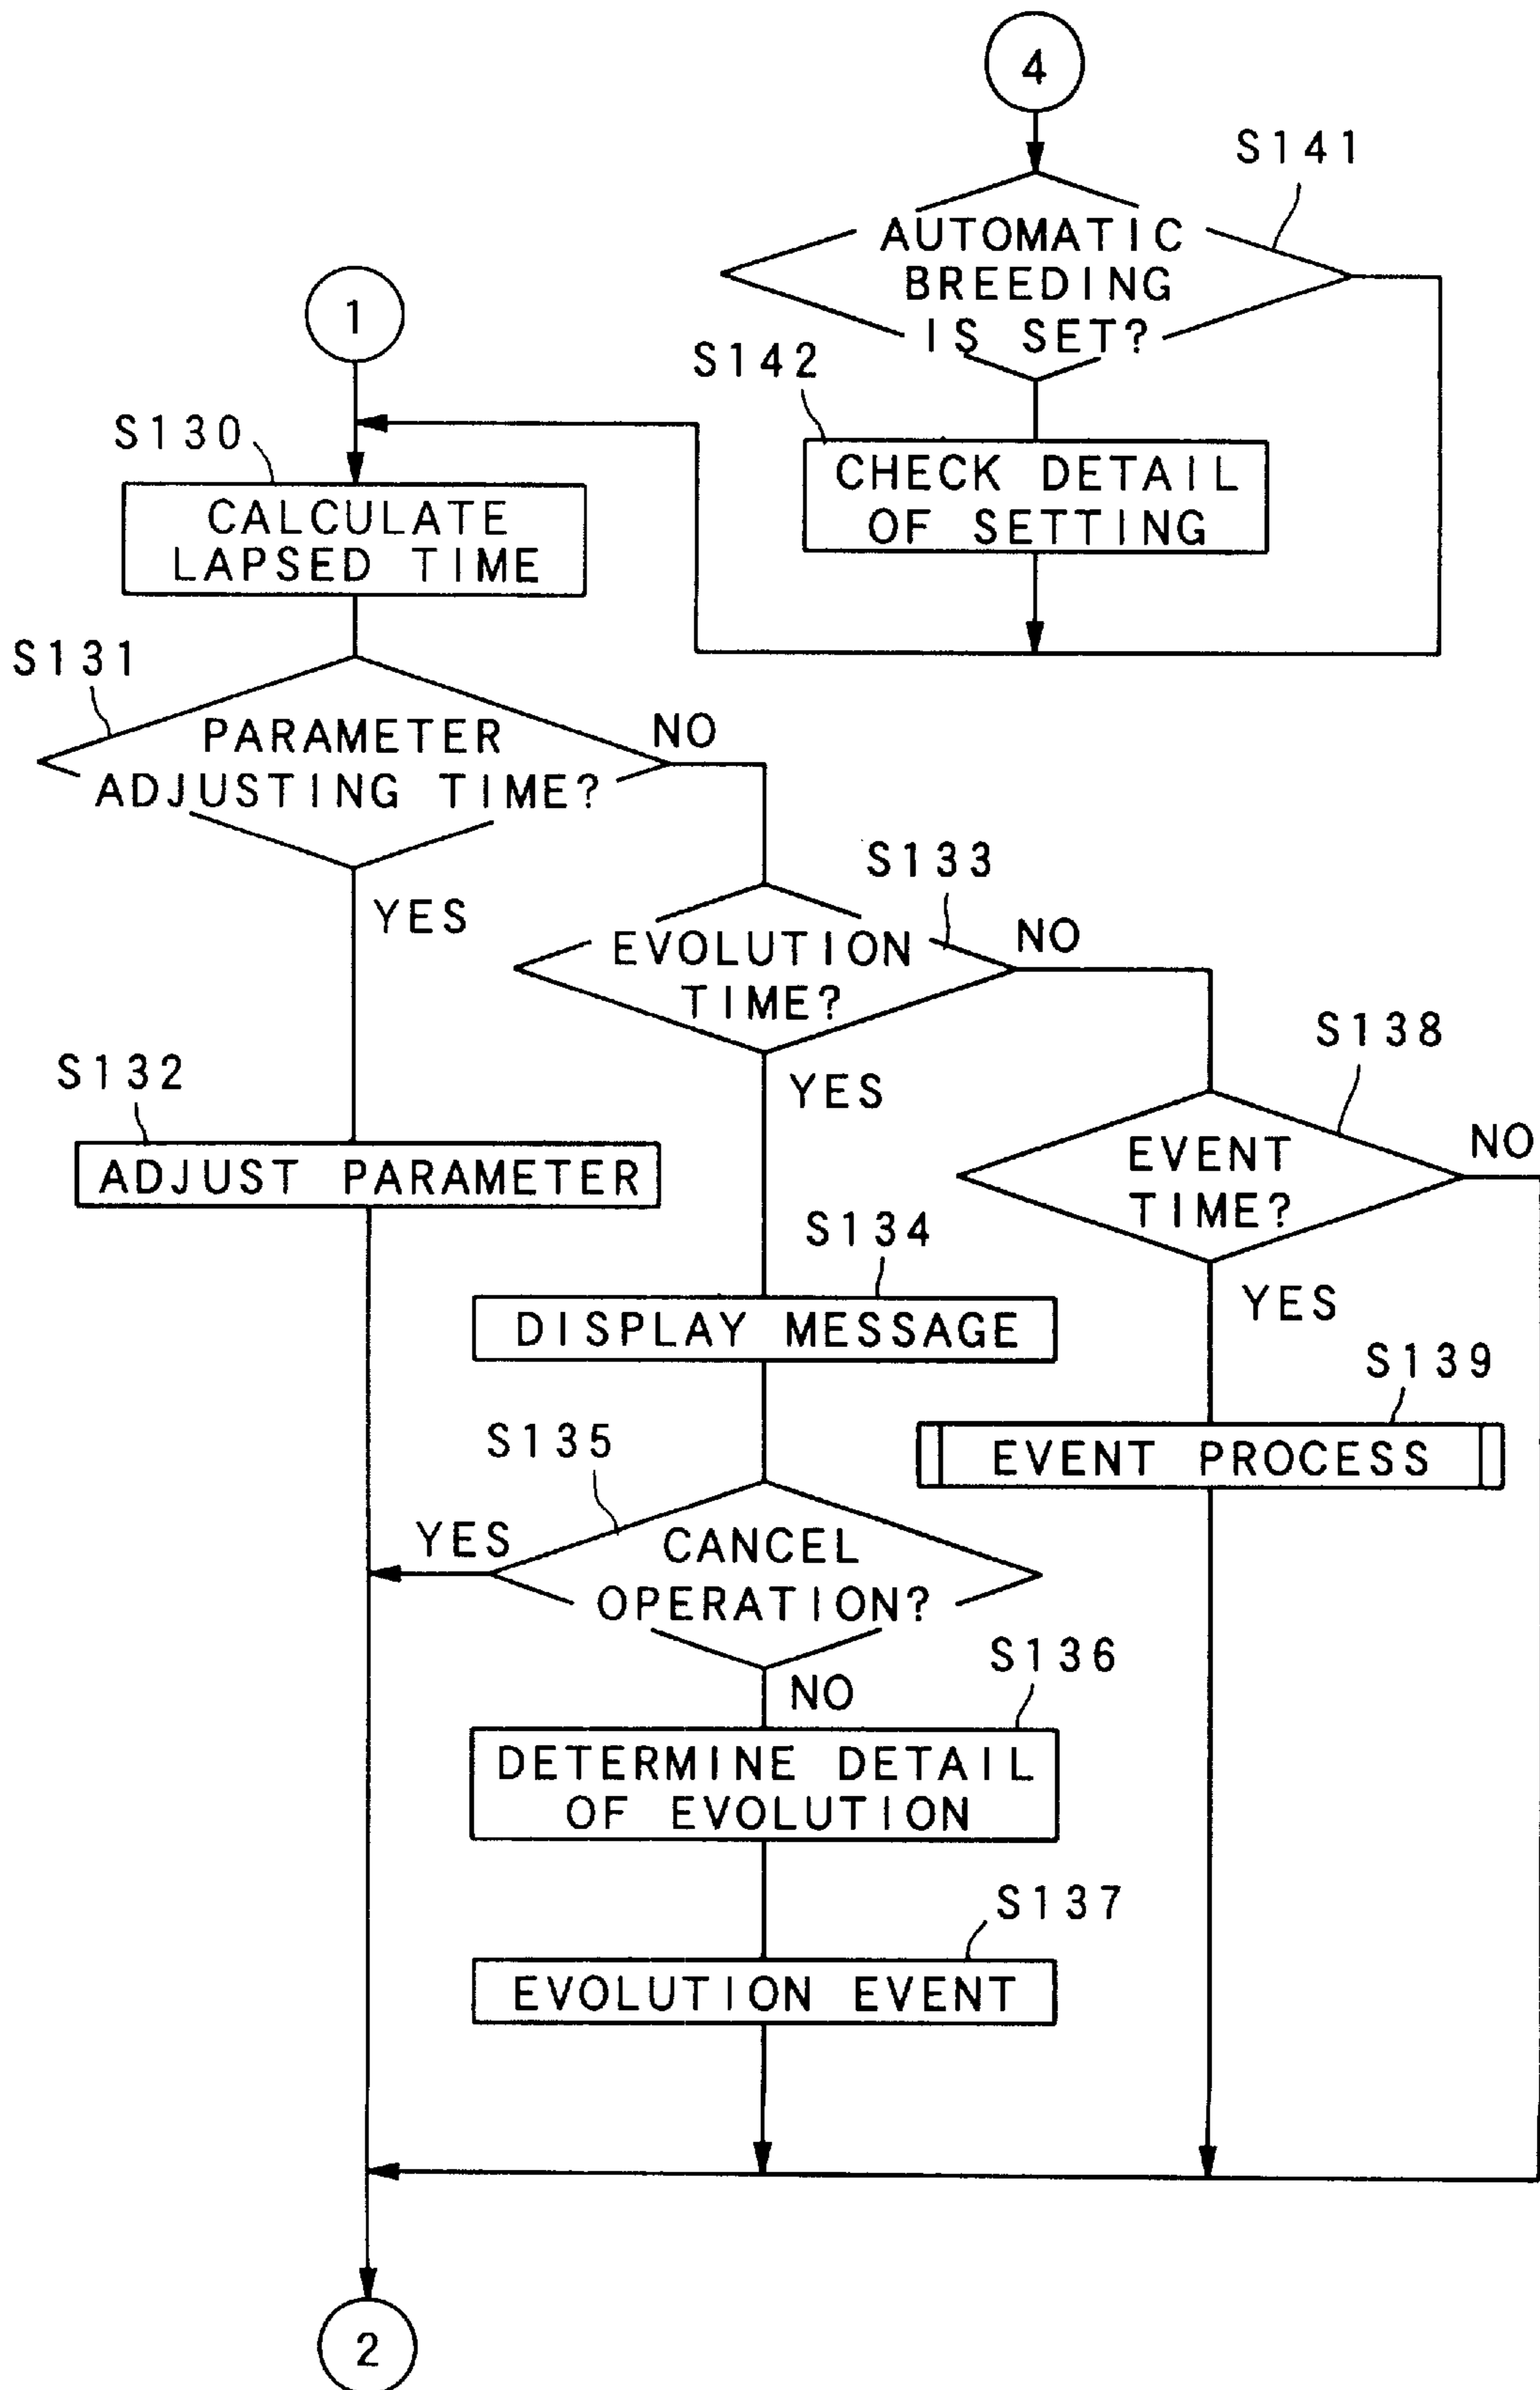 4
S141
AUTOMATIC
BREEDING
IS SET?
1
S142
CHECK DETAIL
OF SETTING
S130
CALCULATE
LAPSED TIME
S131
PARAMETER
ADJUSTING TIME?
NO
YES
S133
EVOLUTION
TIME?
NO
YES
S132
ADJUST PARAMETER
S138
EVENT
TIME?
NO
YES
S134
DISPLAY MESSAGE
S139
EVENT PROCESS
S135
CANCEL
OPERATION?
YES
NO
S136
DETERMINE DETAIL
OF EVOLUTION
S137
EVOLUTION EVENT
2